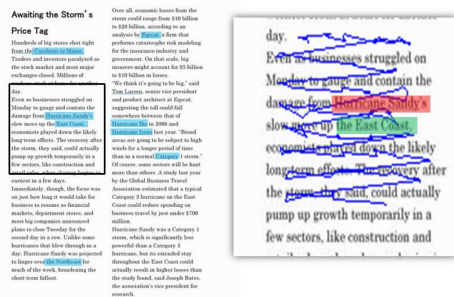 Awaiting the Storm's
Price Tag
Hundreds of big stores shut tight
from the Carolinas to Maine.
Traders and investors paralyzed as
the stock market and most major
exchanges closed. Millions of
day.
Even as businesses struggled on
Monday to gauge and contain the
damage from Hurricane Sandy's
slow move up the East Coast,
economists played down the likely
long-term effects. The recovery after
the storm, they said, could actually
pump up growth temporarily in a
few sectors, like construction and
retail sales, when demand begins in
earnest in a few days.
Immediately, though, the focus was
on just how long it would take for
business to resume as financial
markets, department stores, and
most big companies announced
plans to close Tuesday for the
second day in a row. Unlike some
hurricanes that blew through in a
day, Hurricane Sandy was projected
to linger over the Northeast for
much of the week, broadening the
short-term fallout.
Over all, economic losses from the
storm could range from $10 billion
to $20 billion, according to an
analysis by Eqecat, a firm that
performs catastrophe risk modeling
for the insurance industry and
government. On that scale, big
insurers might account for $5 billion
to $10 billion in losses.
"We think it's going to be big," said
Tom Larsen, senior vice president
and product architect at Eqecat,
suggesting the toll could fall
somewhere between that of
Hurricane Ike in 2008 and
Hurricane Irene last year. "Broad
areas are going to be subject to high
winds for a longer period of time
than in a normal Category 1 storm."
Of course, some sectors will be hurt
more than others. A study last year
by the Global Business Travel
Association estimated that a typical
Category 3 hurricane on the East
Coast could reduce spending on
business travel by just under $700
million.
Hurricane Sandy was a Category 1
storm, which is significantly less
powerful than a Category 3
hurricane, but its extended stay
throughout the East Coast could
actually result in higher losses than
the study found, said Joseph Bates,
the association's vice president for
research.
day.
Even as businesses struggled on
Monday to gauge and contain the
damage from Hurricane Sandy's
slow move up the East Coast,
economists played down the likely
long-term effects. The recovery after
the storm, they said, could actually
pump up growth temporarily in a
few sectors, like construction and